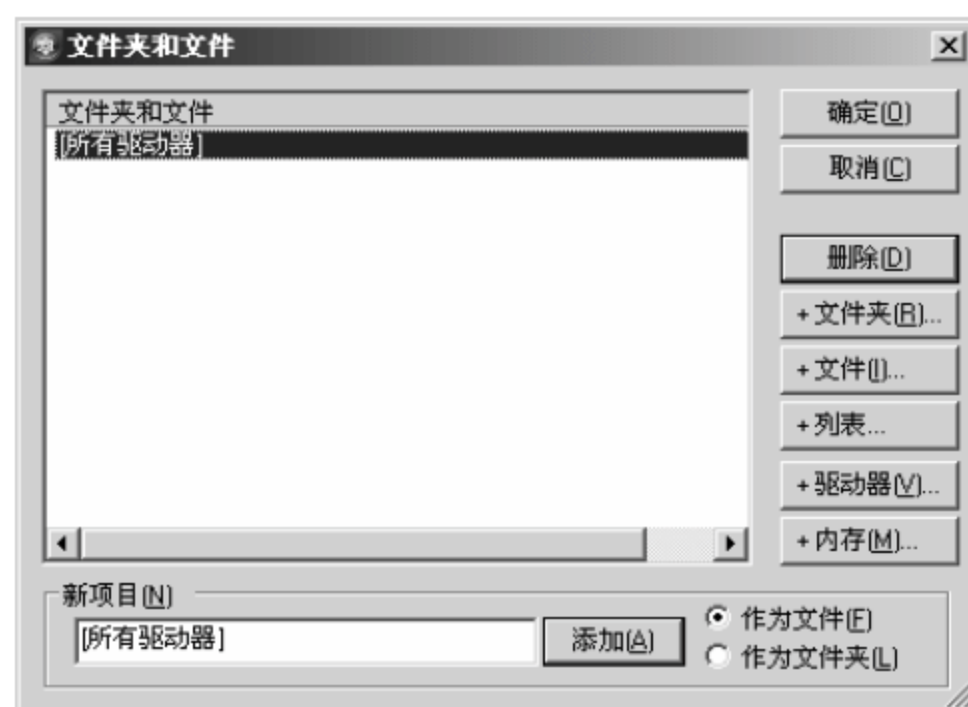 文件夹和文件
文件夹和文件
[所有驱动器]
确定(O)
取消(C)
删除(D)
+文件夹(R)...
+文件(I)...
+列表...
+驱动器(V)...
+内存(M)...
新项目(N)
[所有驱动器]
添加(A)
作为文件(F)
作为文件夹(L)